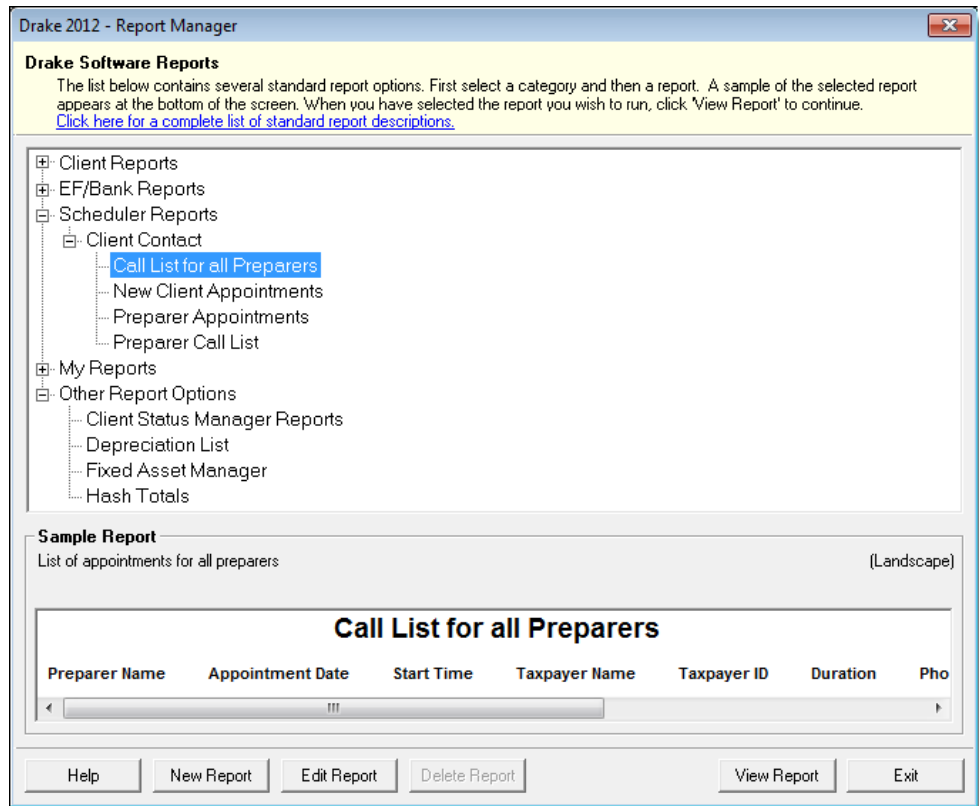 Drake 2012 - Report Manager
Drake Software Reports
The list below contains several standard report options. First select a category and then a report. A sample of the selected report
appears at the bottom of the screen. When you have selected the report you wish to run, click 'View Report' to continue.
Click here for a complete list of standard report descriptions.
Client Reports
EF/Bank Reports
Scheduler Reports
Client Contact
Call List for all Preparers
New Client Appointments
Preparer Appointments
Preparer Call List
My Reports
Other Report Options
Client Status Manager Reports
Depreciation List
Fixed Asset Manager
Hash Totals
Sample Report
List of appointments for all preparers (Landscape)
Call List for all Preparers
Preparer Name Appointment Date Start Time Taxpayer Name Taxpayer ID Duration Pho
Help New Report Edit Report Delete Report View Report Exit